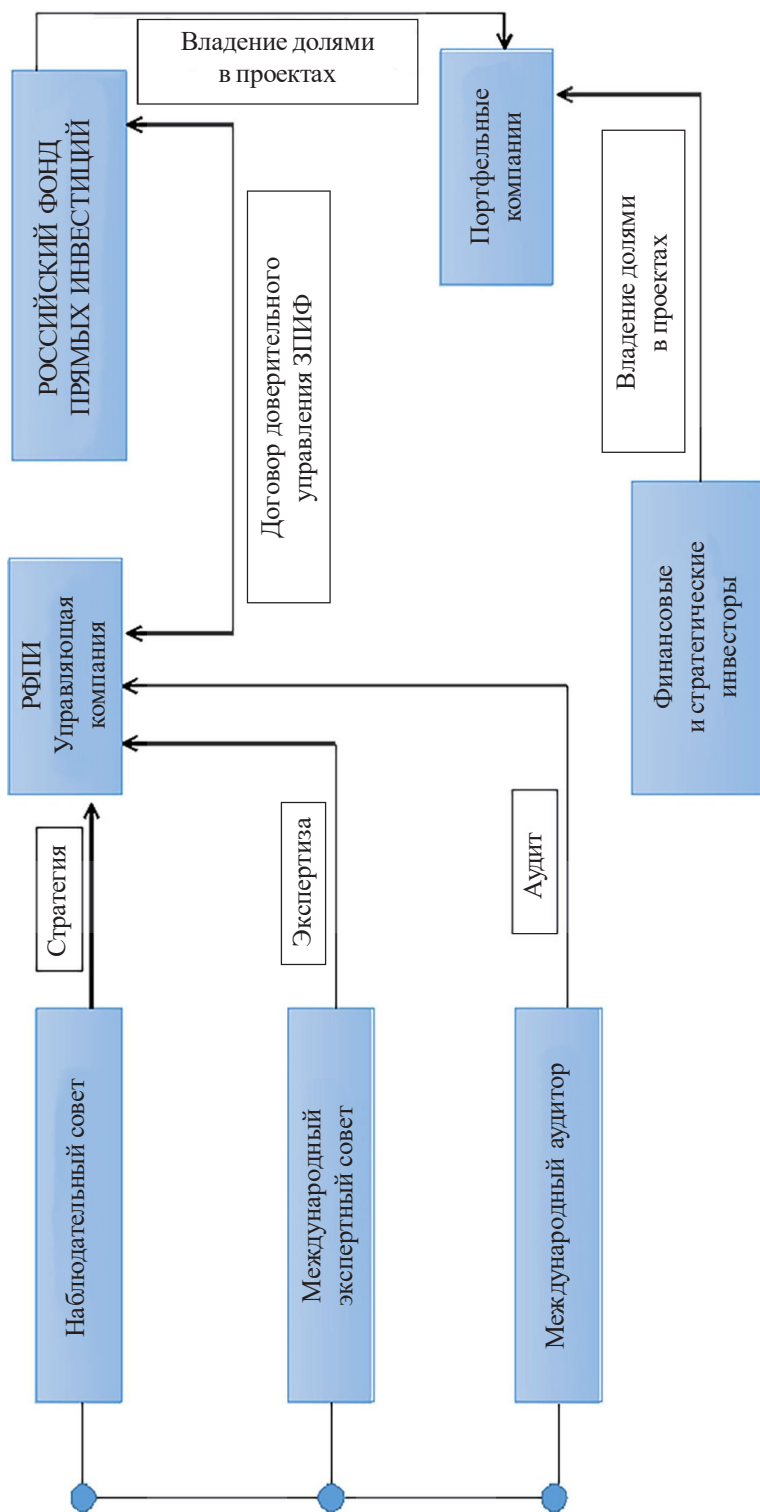 Наблюдательный совет
Стратегия
РФПИ
Управляющая
компания
РОССИЙСКИЙ ФОНД
ПРЯМЫХ ИНВЕСТИЦИЙ
Владение долями
в проектах
Договор доверительного
управления ЗПИФ
Международный
экспертный совет
Экспертиза
Портфельные
компании
Международный аудитор
Аудит
Владение долями
в проектах
Финансовые
и стратегические
инвесторы